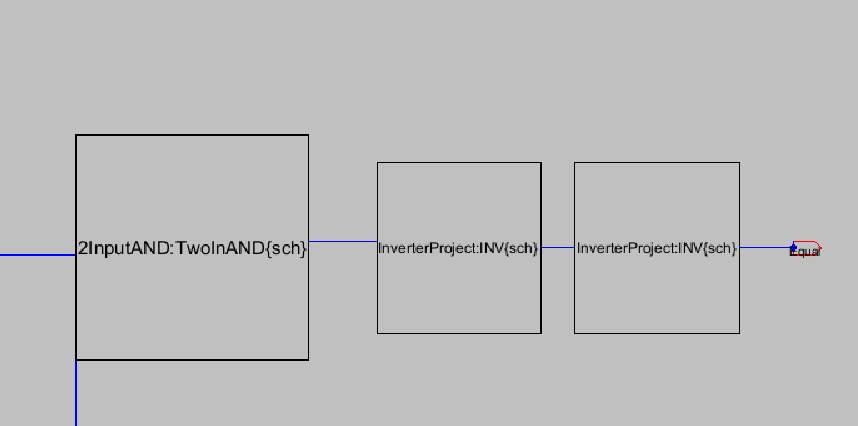 2InputAND:TwoInAND{sch}
InverterProject:INV{sch}
InverterProject:INV{sch}
Equal